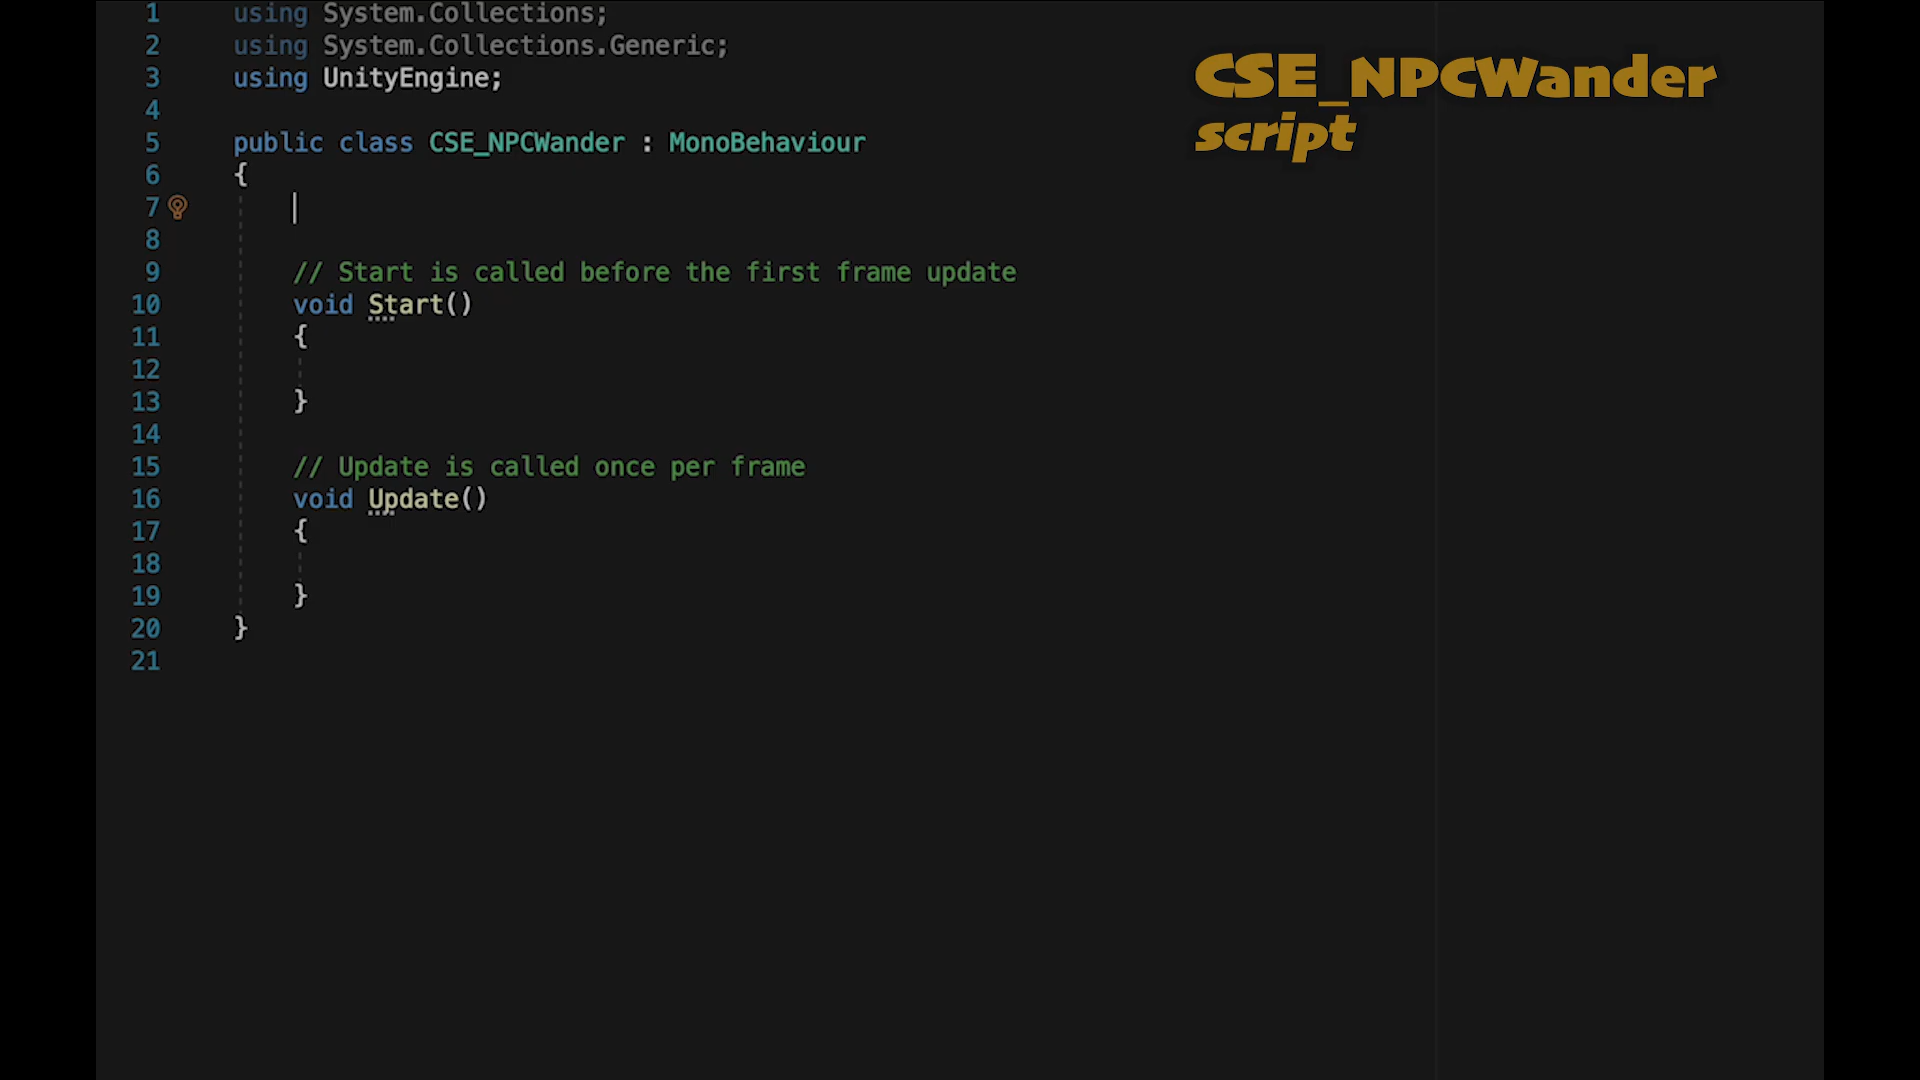 1 using System.Collections;
2 using System.Collections.Generic;
3 using UnityEngine;
4
5 public class CSE_NPCWander : MonoBehaviour
6 {
7
8
9 // Start is called before the first frame update
10 void Start()
11 {
12
13 }
14
15 // Update is called once per frame
16 void Update()
17 {
18
19 }
20 }
21
CSE_NPCWander
script